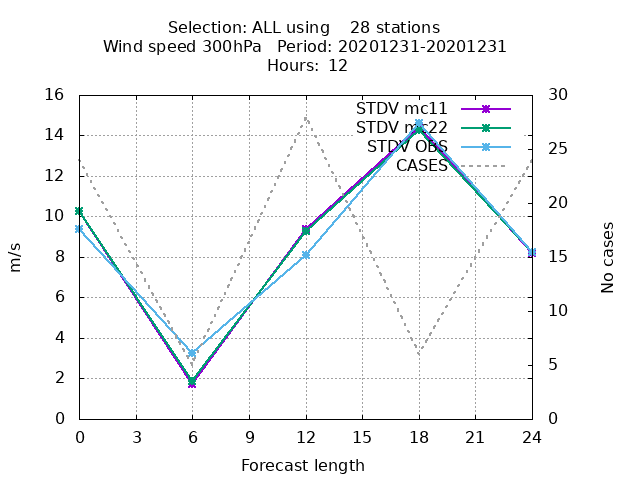 Selection: ALL using    28 stations
Wind speed 300hPa   Period: 20201231-20201231
Hours: 12
16
14
12
10
8
6
4
2
0
30
25
20
15
10
5
0
STDV mc11
STDV mc22
STDV OBS
CASES
m/s
No cases
0 3 6 9 12 15 18 21 24
Forecast length